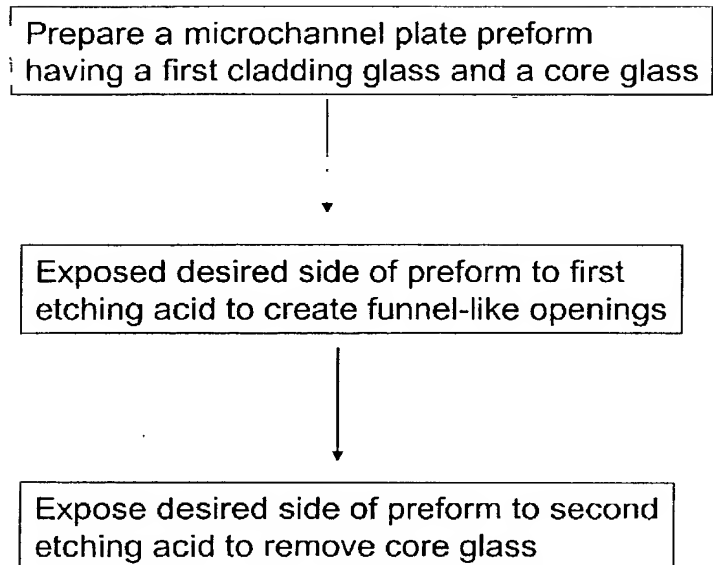 Prepare a microchannel plate preform
having a first cladding glass and a core glass
Exposed desired side of preform to first
etching acid to create funnel-like openings
Expose desired side of preform to second
etching acid to remove core glass